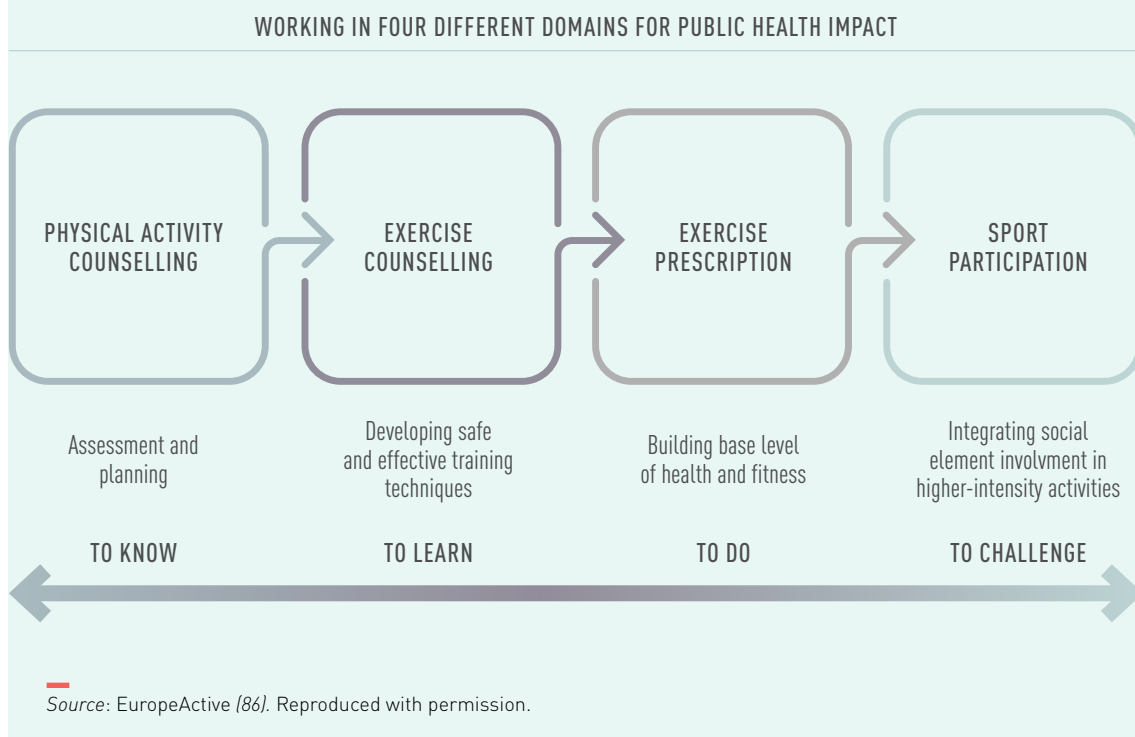 WORKING IN FOUR DIFFERENT DOMAINS FOR PUBLIC HEALTH IMPACT
PHYSICAL ACTIVITY
COUNSELLING
EXERCISE
COUNSELLING
EXERCISE
PRESCRIPTION
SPORT
PARTICIPATION
Assessment and
planning
Developing safe
and effective training
techniques
Building base level
of health and fitness
Integrating social
element involvment in
higher-intensity activities
TO KNOW
TO LEARN
TO DO
TO CHALLENGE
Source: EuropeActive (86). Reproduced with permission.